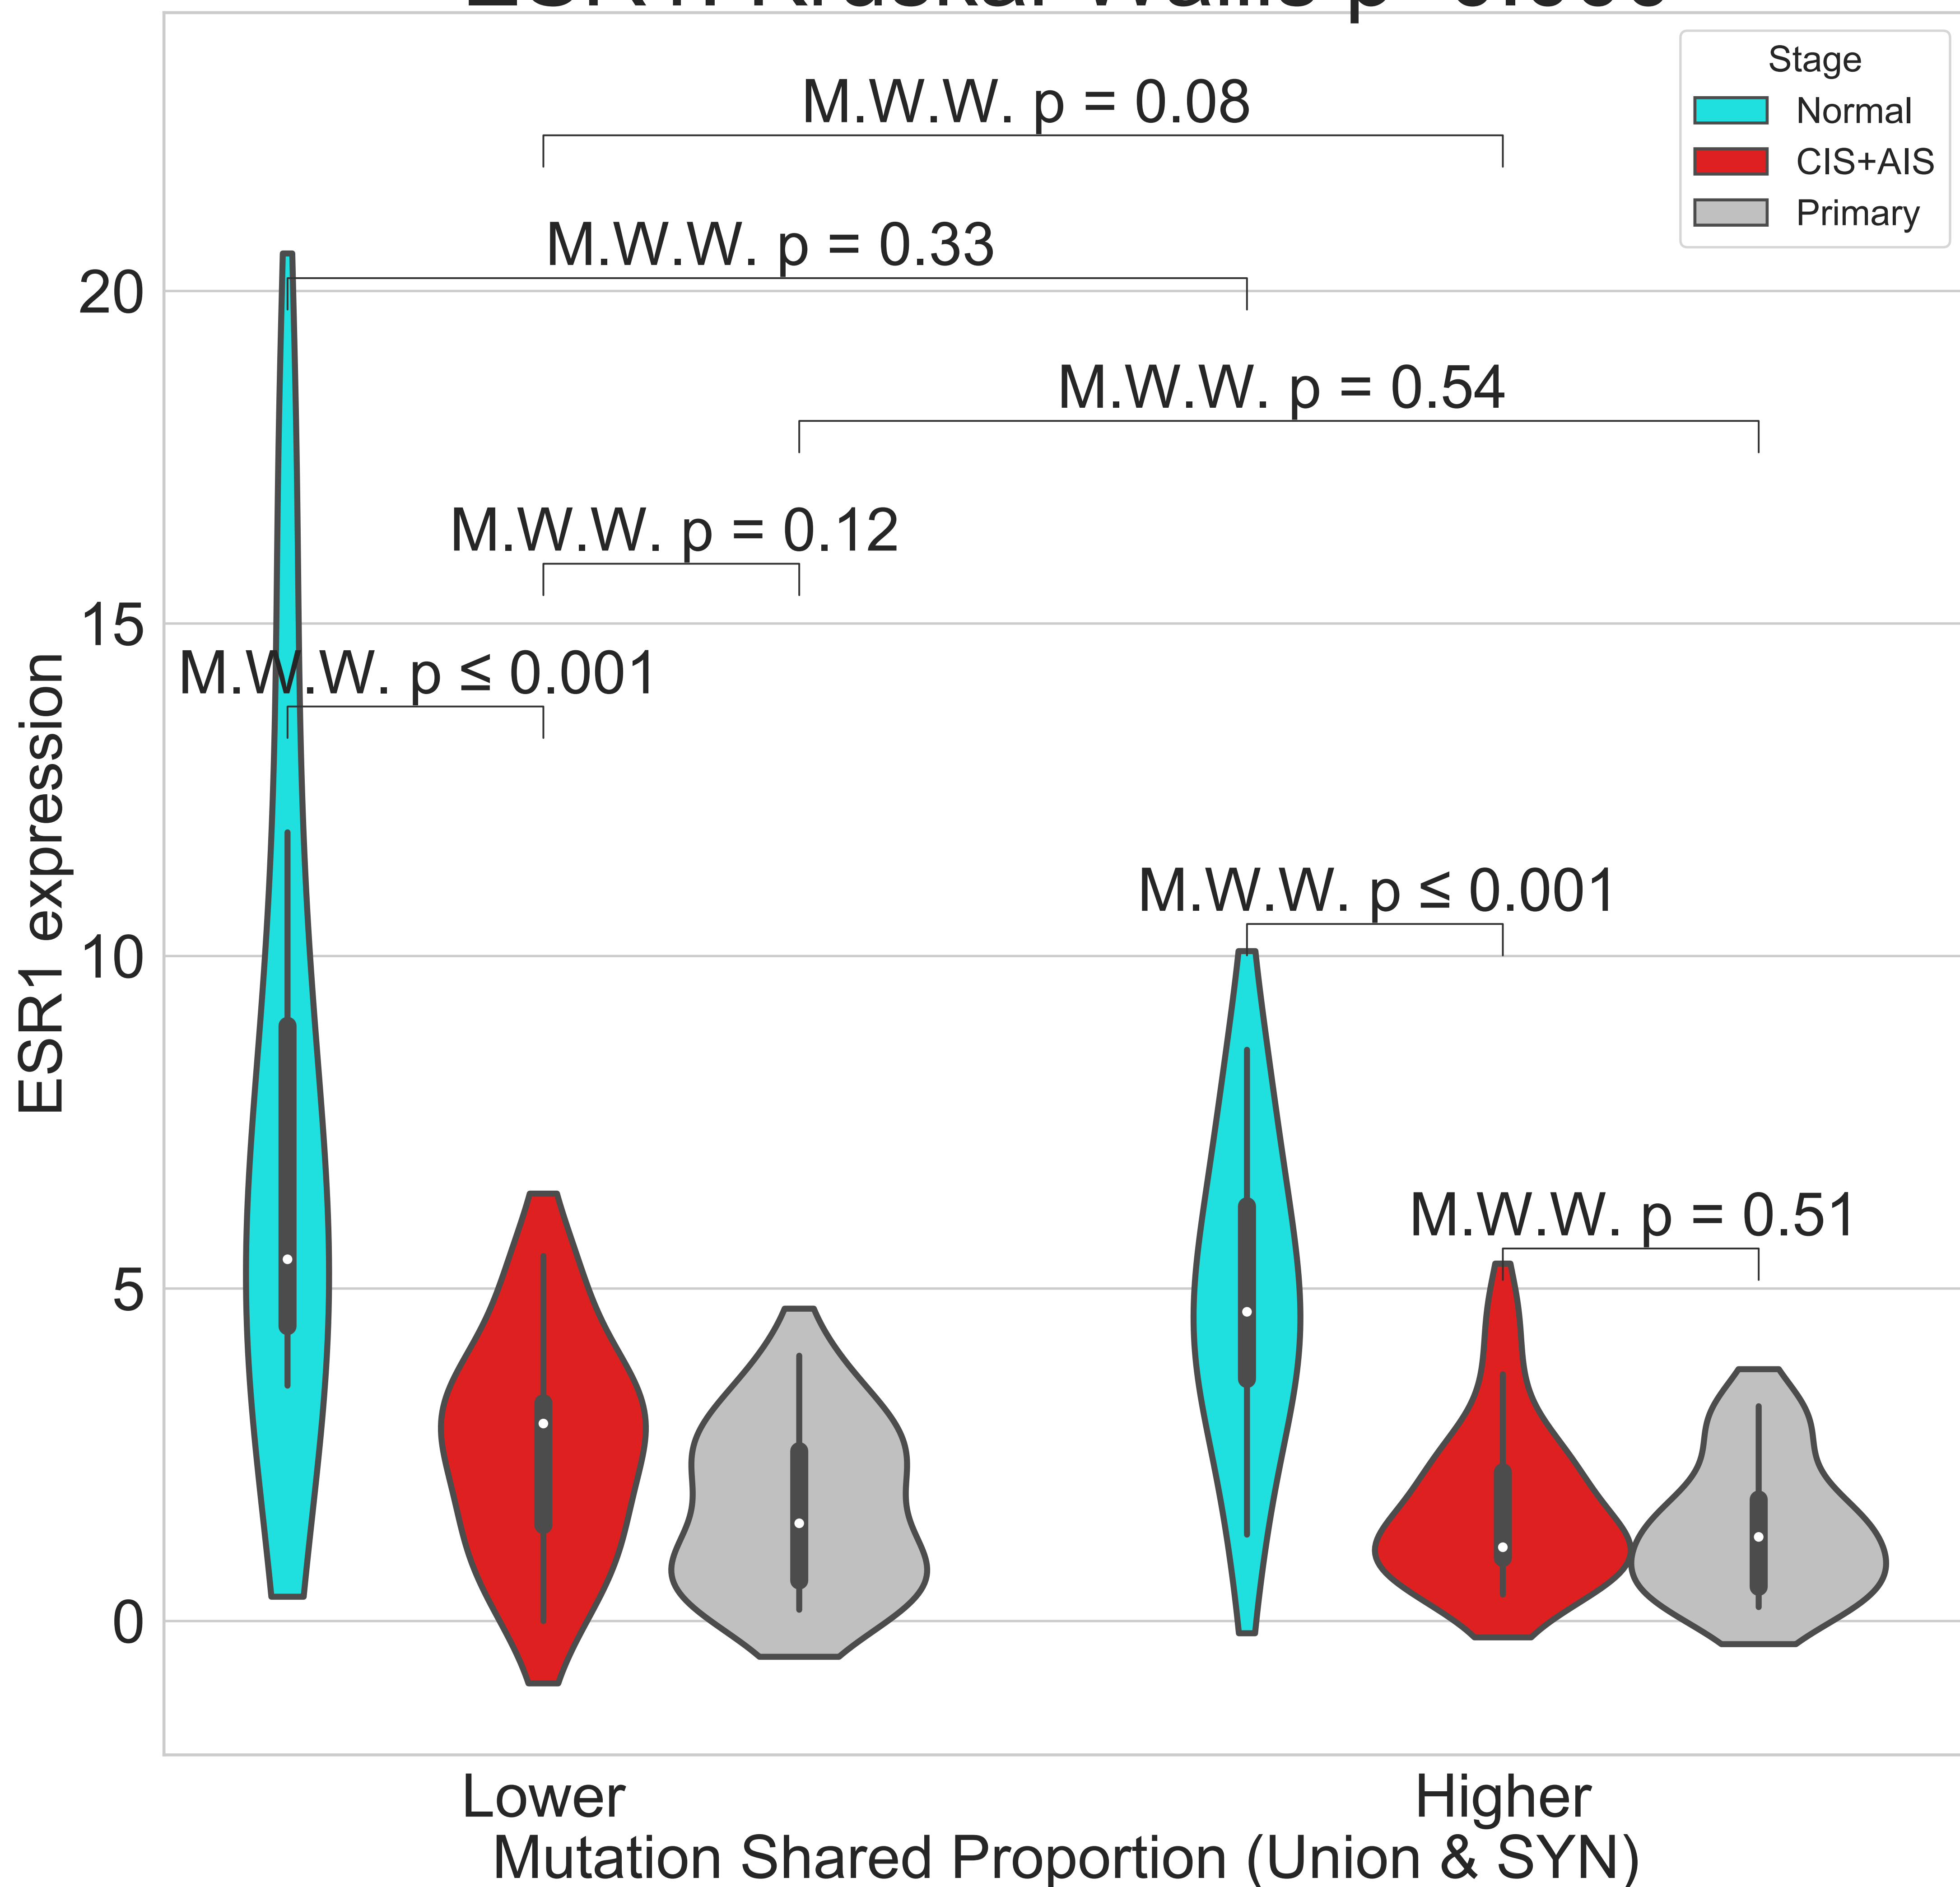 Stage
Normal
CIS+AIS
Primary
M.W.W. p = 0.08
M.W.W. p = 0.33
M.W.W. p = 0.54
M.W.W. p = 0.12
M.W.W. p ≤ 0.001
M.W.W. p ≤ 0.001
M.W.W. p = 0.51
ESR1 expression
20
15
10
5
0
Lower
Higher
Mutation Shared Proportion (Union & SYN)